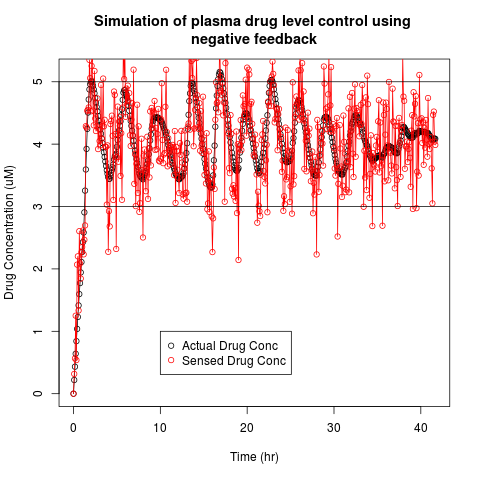 Simulation of plasma drug level control using
negative feedback
Drug Concentration (uM)
5
4
3
2
1
0
Actual Drug Conc
Sensed Drug Conc
0 10 20 30 40
Time (hr)